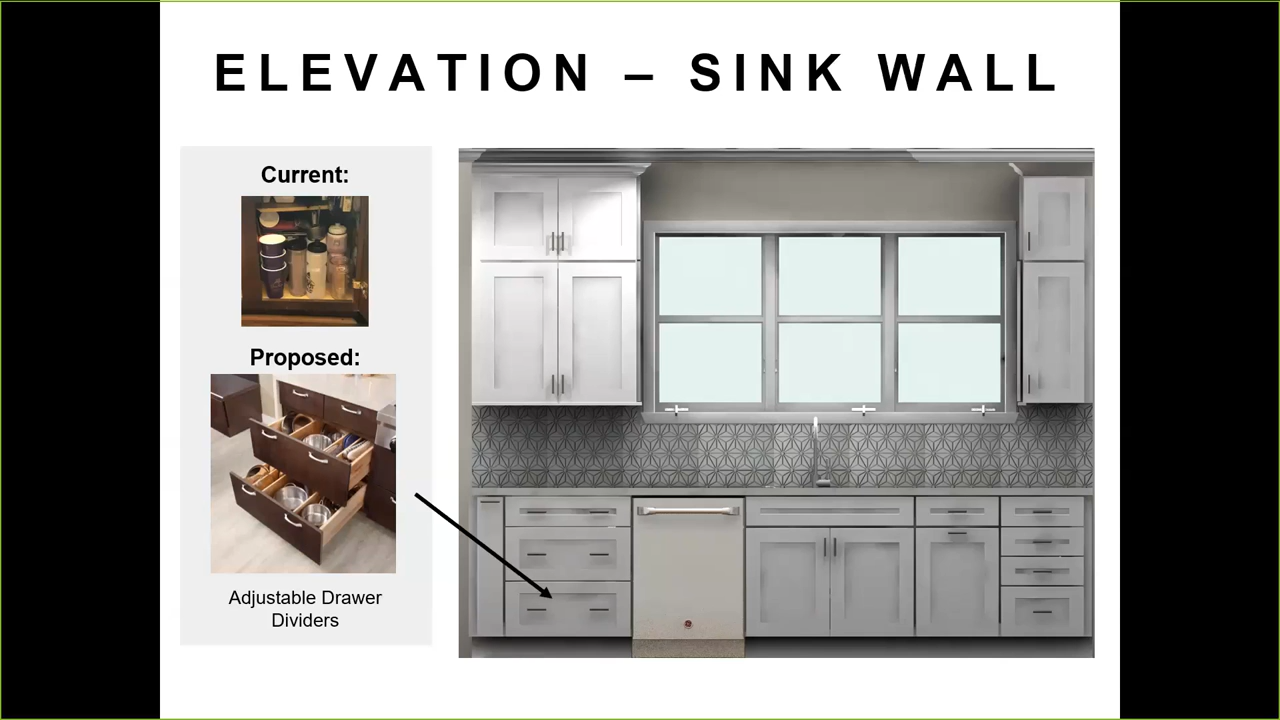 ELEVATION – SINK WALL
Current:
Proposed:
Adjustable Drawer
Dividers